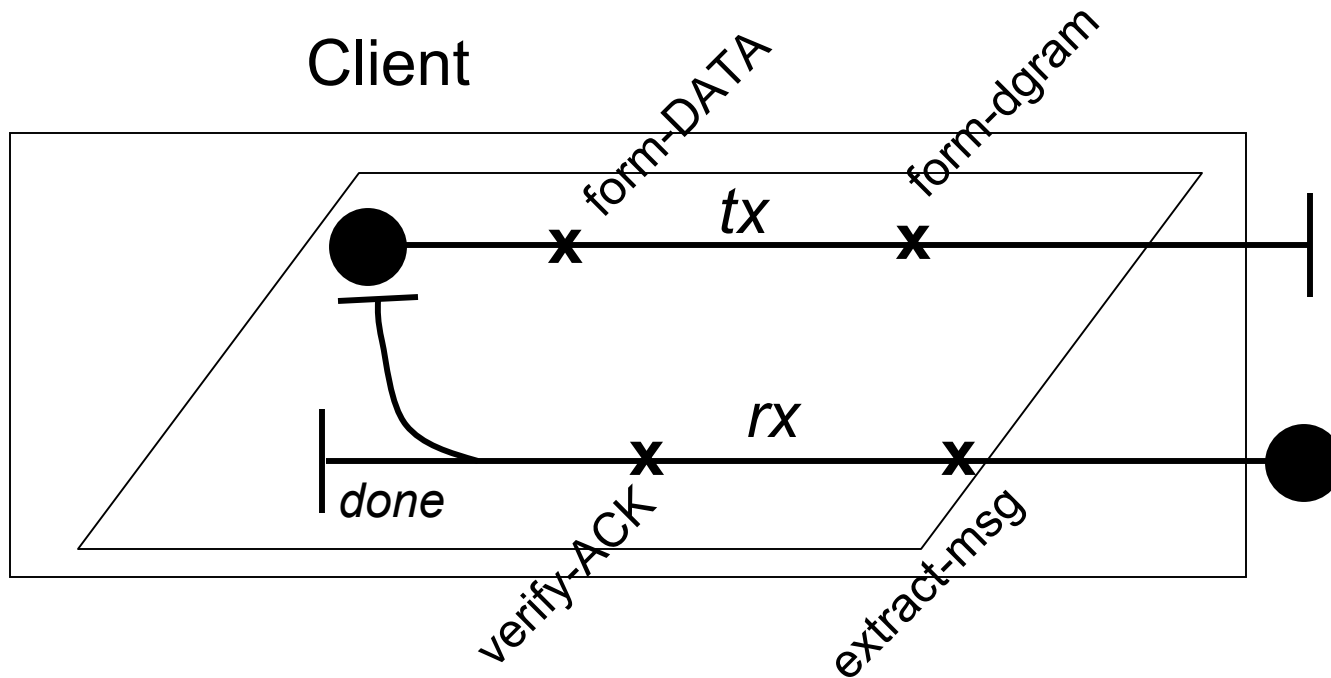 Client
form-DATA
form-dgram
tx
x
x
rx
x
x
done
verify-ACK
extract-msg